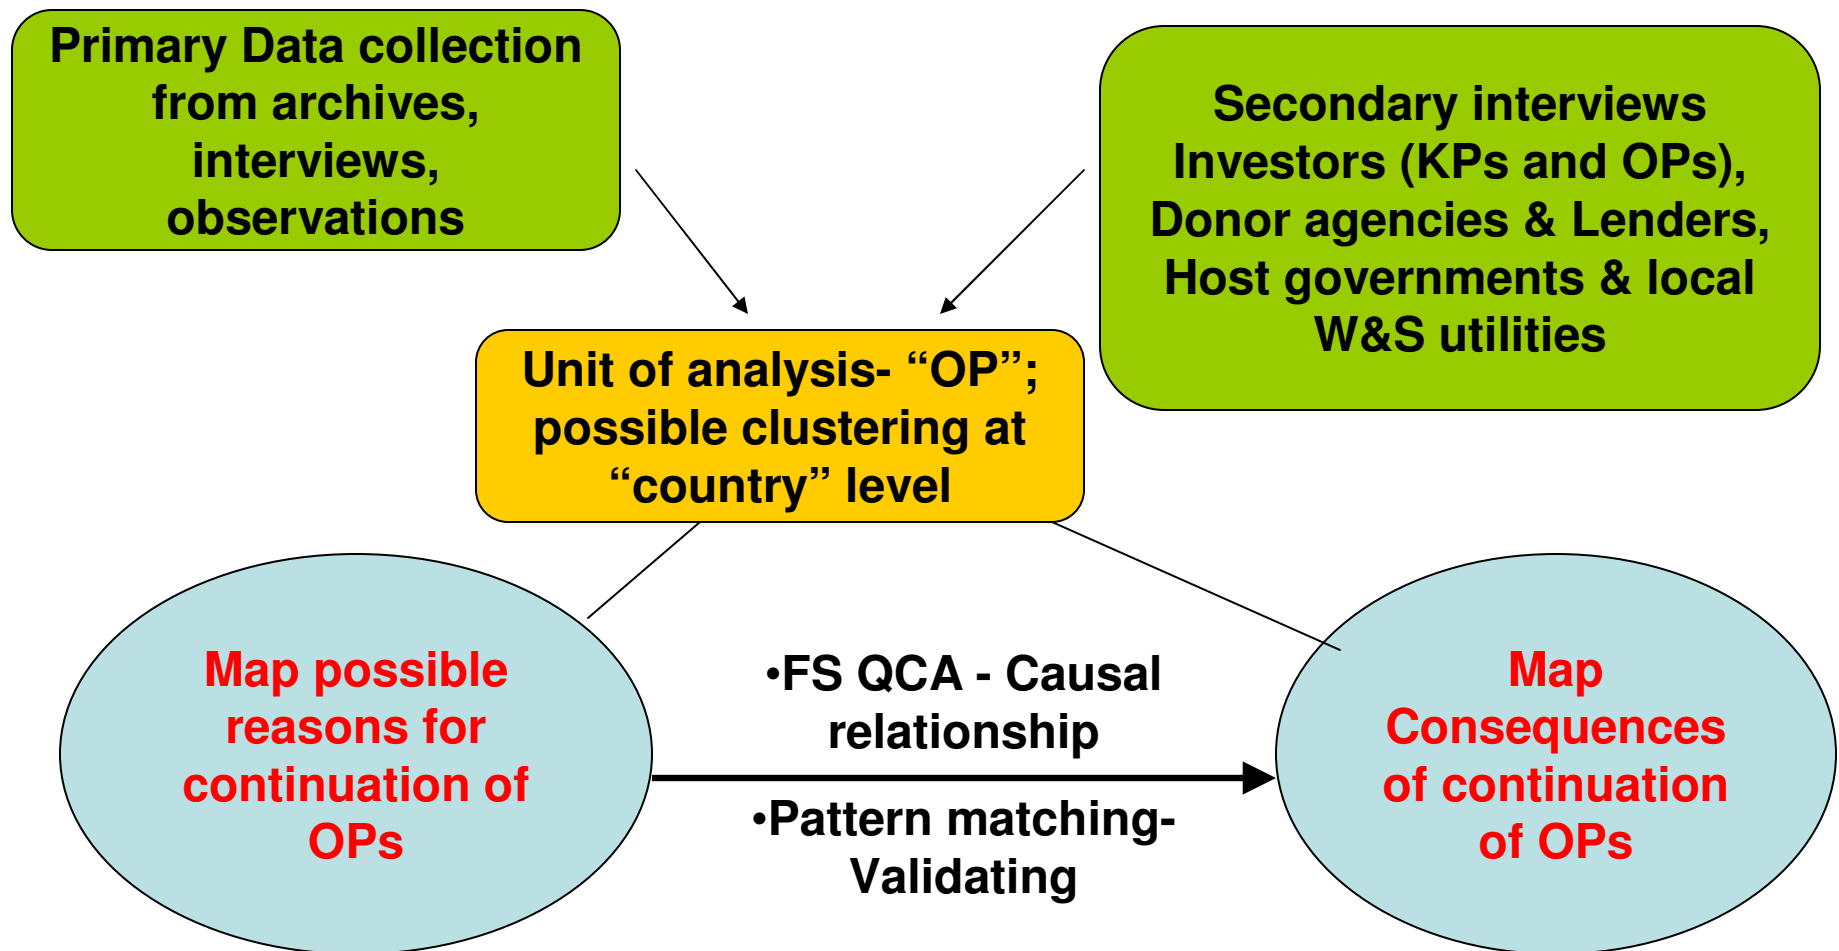 Primary Data collection
from archives,
interviews,
observations
Secondary interviews
Investors (KPs and OPs),
Donor agencies & Lenders,
Host governments & local
W&S utilities
Unit of analysis- “OP”;
possible clustering at
“country” level
Map possible
reasons for
continuation of
OPs
•FS QCA - Causal
relationship
•Pattern matching-
Validating
Map
Consequences
of continuation
of OPs